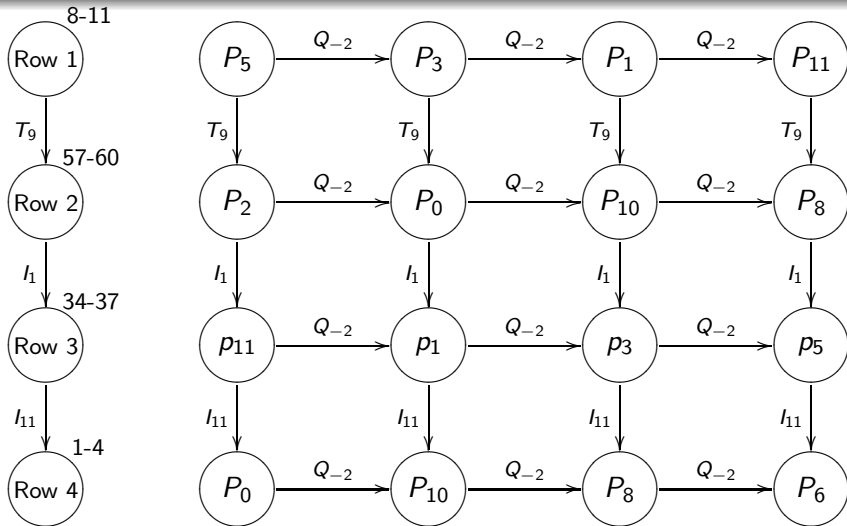 8-11
Row 1 P₅ Q₋₂ P₃ Q₋₂ P₁ Q₋₂ P₁₁
T₉ T₉ T₉ T₉ T₉
57-60
Row 2 P₂ Q₋₂ P₀ Q₋₂ P₁₀ Q₋₂ P₈
I₁ I₁ I₁ I₁ I₁
34-37
Row 3 p₁₁ Q₋₂ p₁ Q₋₂ p₃ Q₋₂ p₅
I₁₁ I₁₁ I₁₁ I₁₁ I₁₁
1-4
Row 4 P₀ Q₋₂ P₁₀ Q₋₂ P₈ Q₋₂ P₆